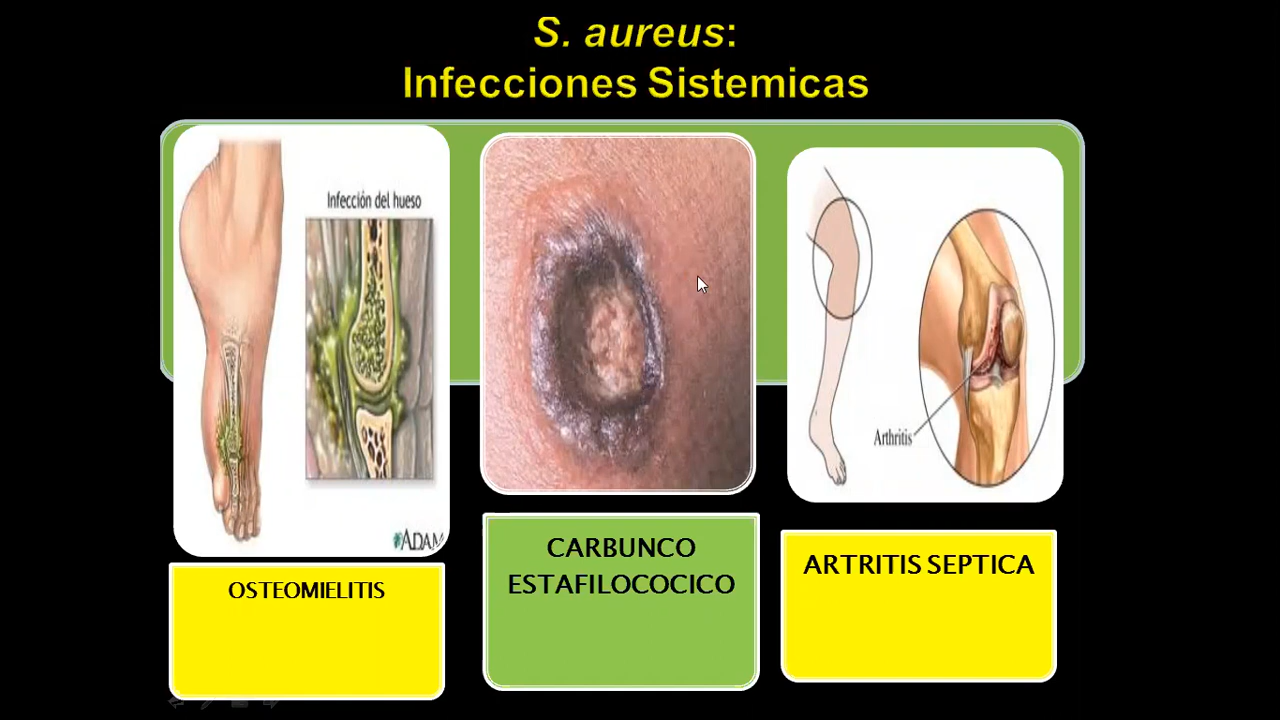 S. aureus:
Infecciones Sistemicas
Infección del hueso
ADAM
Arthritis
OSTEOMIELITIS
CARBUNCO
ESTAFILOCOCICO
ARTRITIS SEPTICA